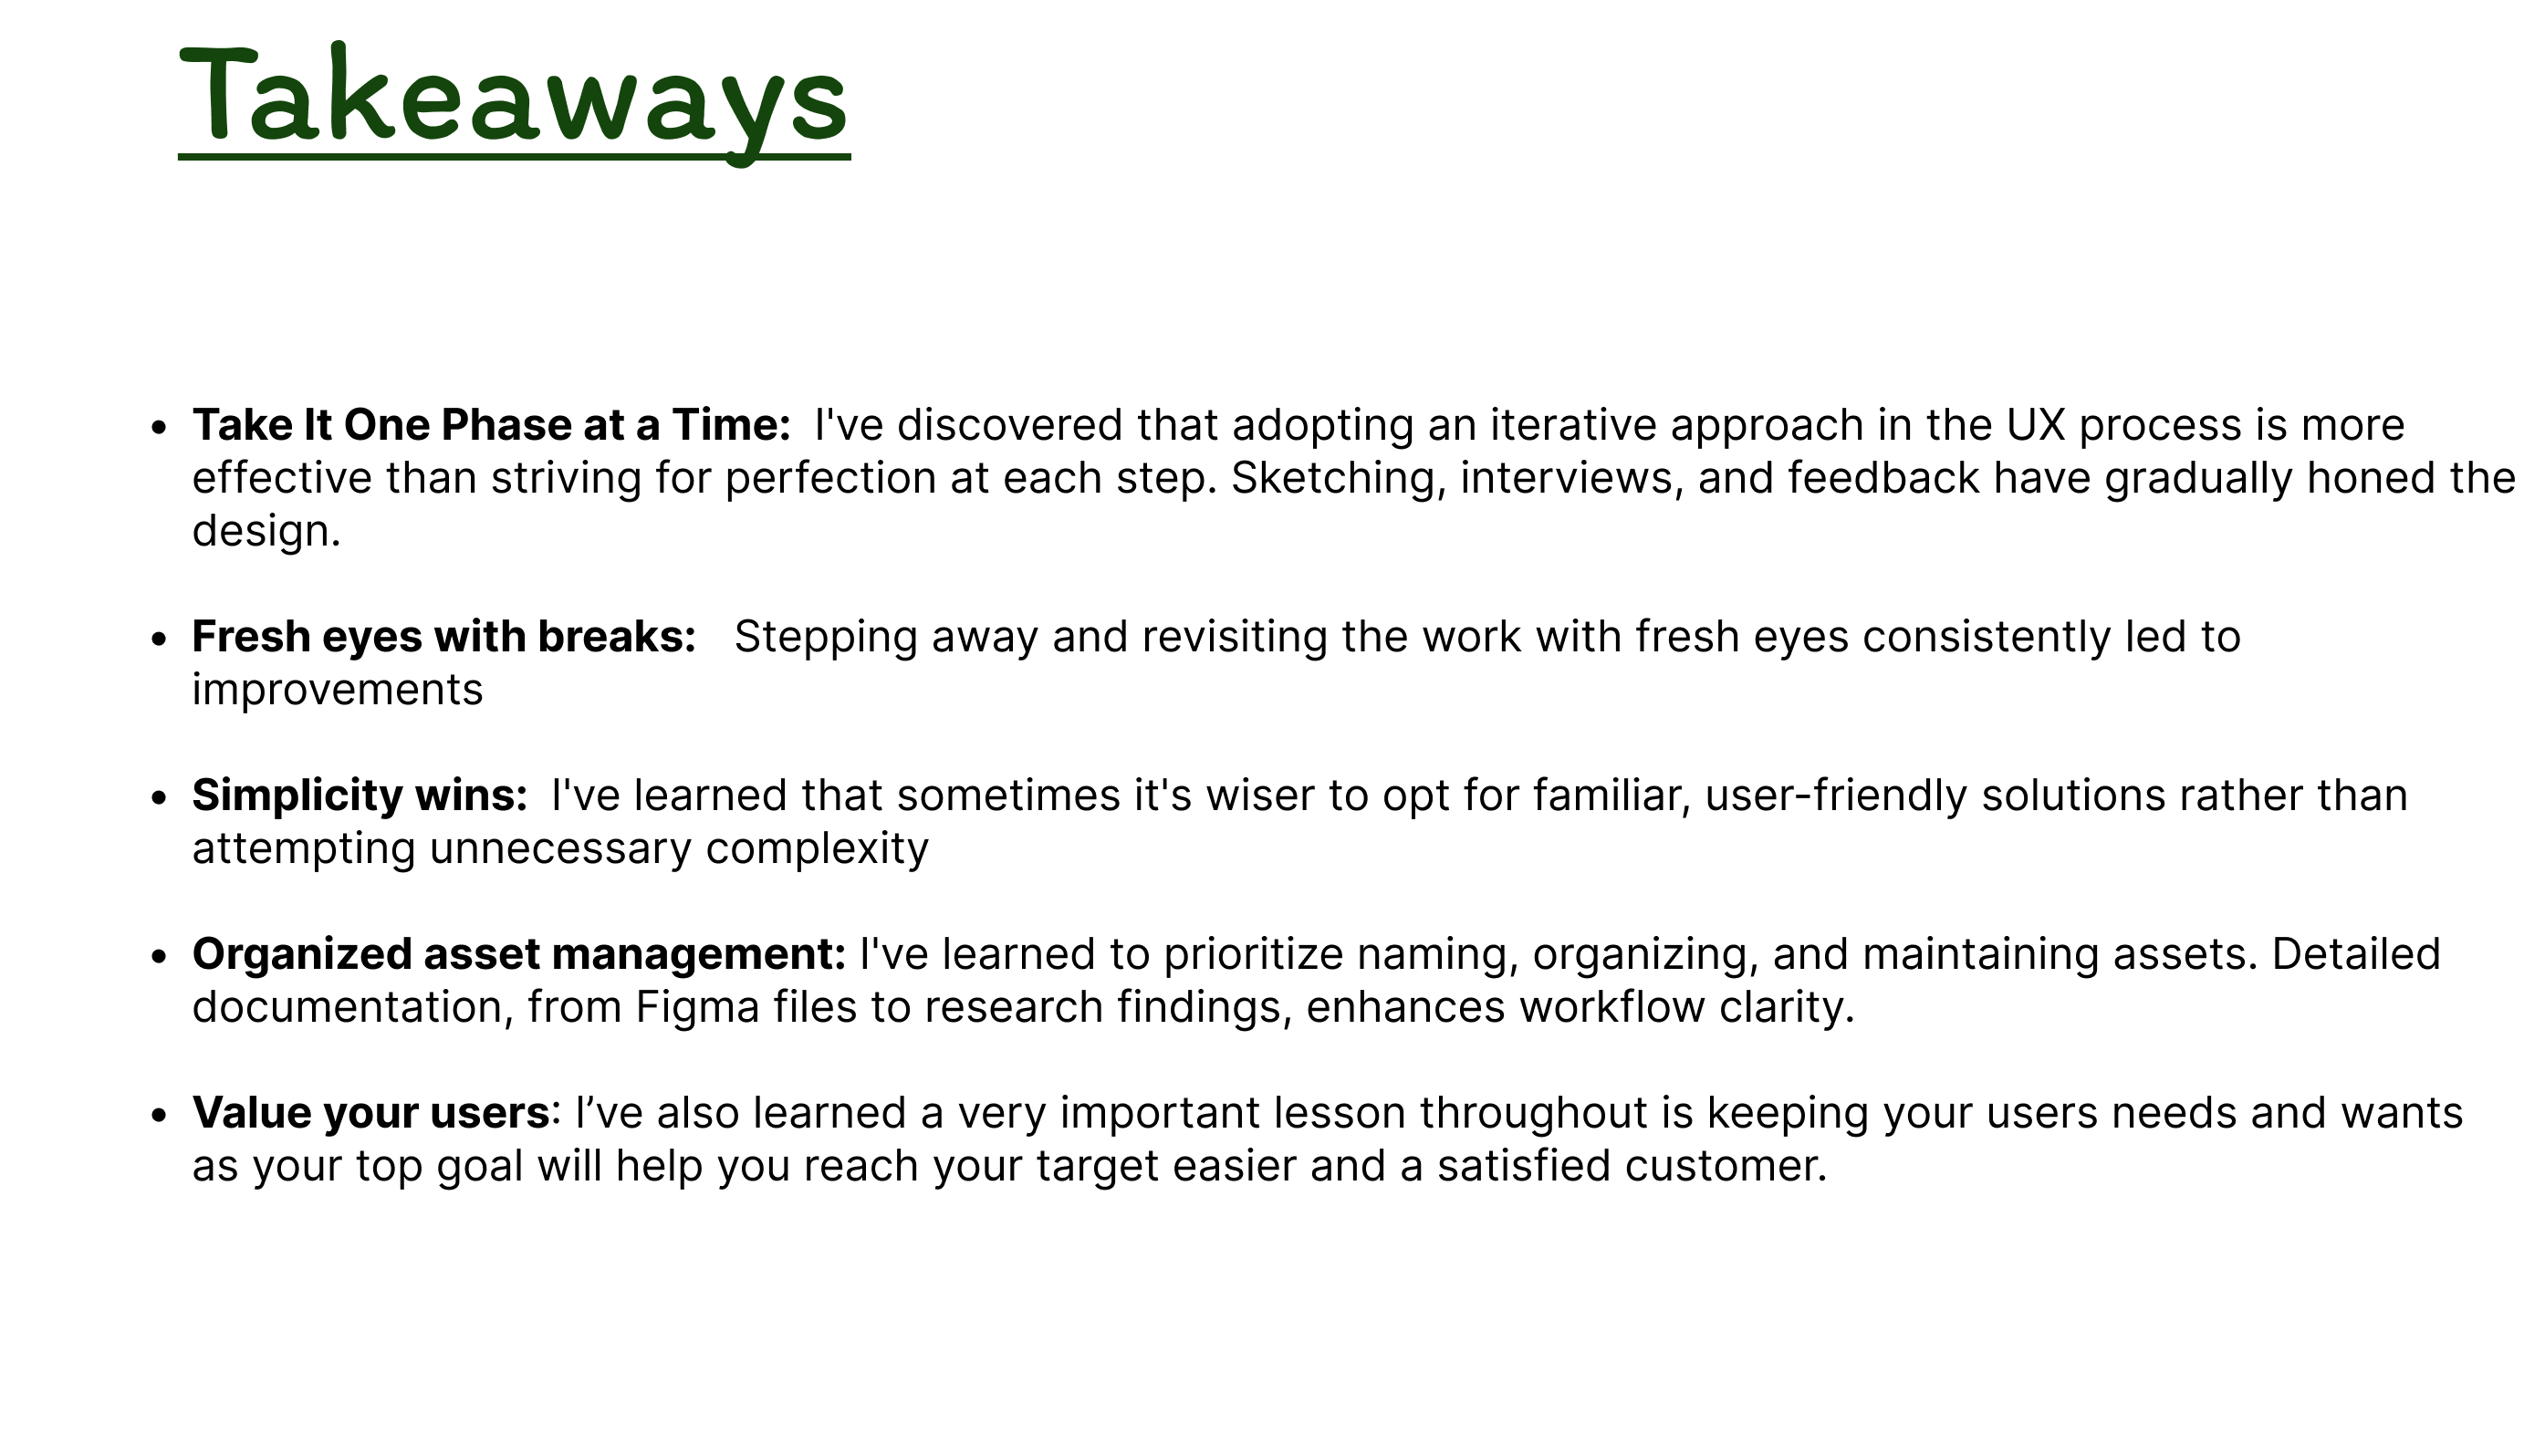 Takeaways
• Take It One Phase at a Time:  I've discovered that adopting an iterative approach in the UX process is more
effective than striving for perfection at each step. Sketching, interviews, and feedback have gradually honed the
design.
• Fresh eyes with breaks:   Stepping away and revisiting the work with fresh eyes consistently led to
improvements
• Simplicity wins:  I've learned that sometimes it's wiser to opt for familiar, user-friendly solutions rather than
attempting unnecessary complexity
• Organized asset management: I've learned to prioritize naming, organizing, and maintaining assets. Detailed
documentation, from Figma files to research findings, enhances workflow clarity.
• Value your users: I’ve also learned a very important lesson throughout is keeping your users needs and wants
as your top goal will help you reach your target easier and a satisfied customer.